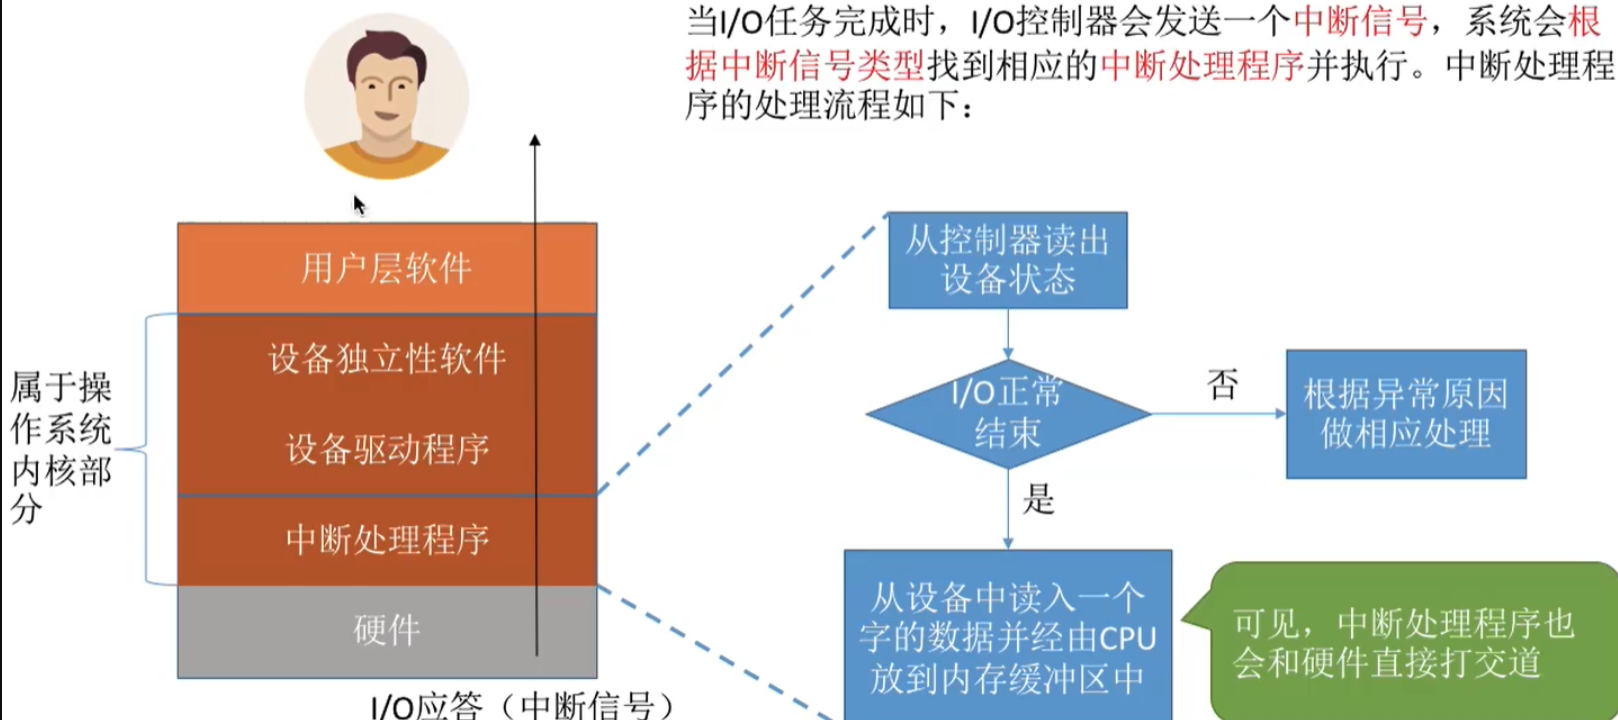 当I/O任务完成时，I/O控制器会发送一个中断信号，系统会根
据中断信号类型找到相应的中断处理程序并执行。中断处理程
序的处理流程如下：
用户层软件
设备独立性软件
设备驱动程序
中断处理程序
硬件
属于操
作系统
内核部
分
I/O应答（中断信号）
从控制器读出
设备状态
I/O正常
结束
否
根据异常原因
做相应处理
是
从设备中读入一个
字的数据并经由CPU
放到内存缓冲区中
可见，中断处理程序也
会和硬件直接打交道